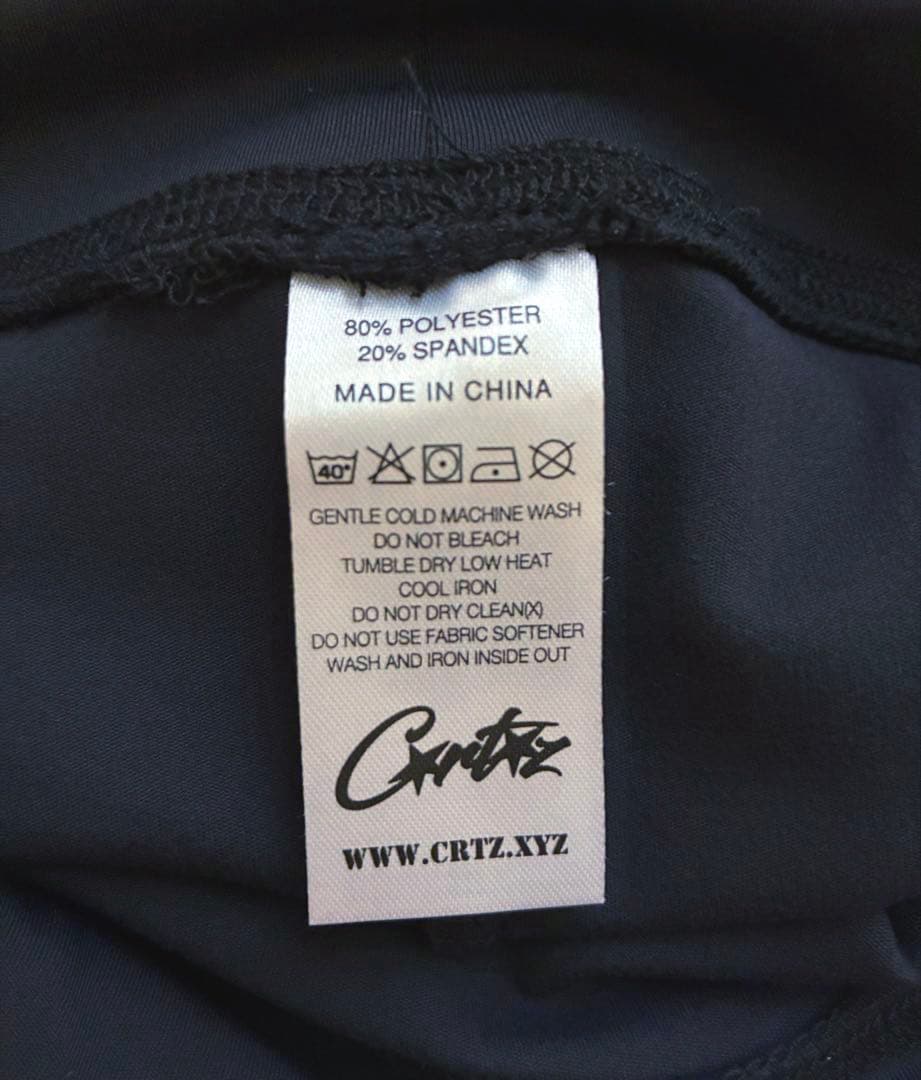 80% POLYESTER
20% SPANDEX
MADE IN CHINA
40°
GENTLE COLD MACHINE WASH
DO NOT BLEACH
TUMBLE DRY LOW HEAT
COOL IRON
DO NOT DRY CLEAN(X)
DO NOT USE FABRIC SOFTENER
WASH AND IRON INSIDE OUT
Crtz
WWW.CRTZ.XYZ